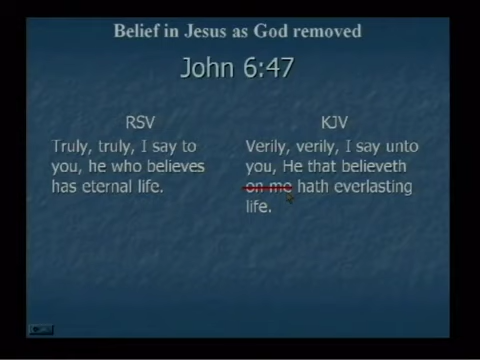 Belief in Jesus as God removed
John 6:47
RSV
Truly, truly, I say to
you, he who believes
has eternal life.
KJV
Verily, verily, I say unto
you, He that believeth
on me hath everlasting
life.